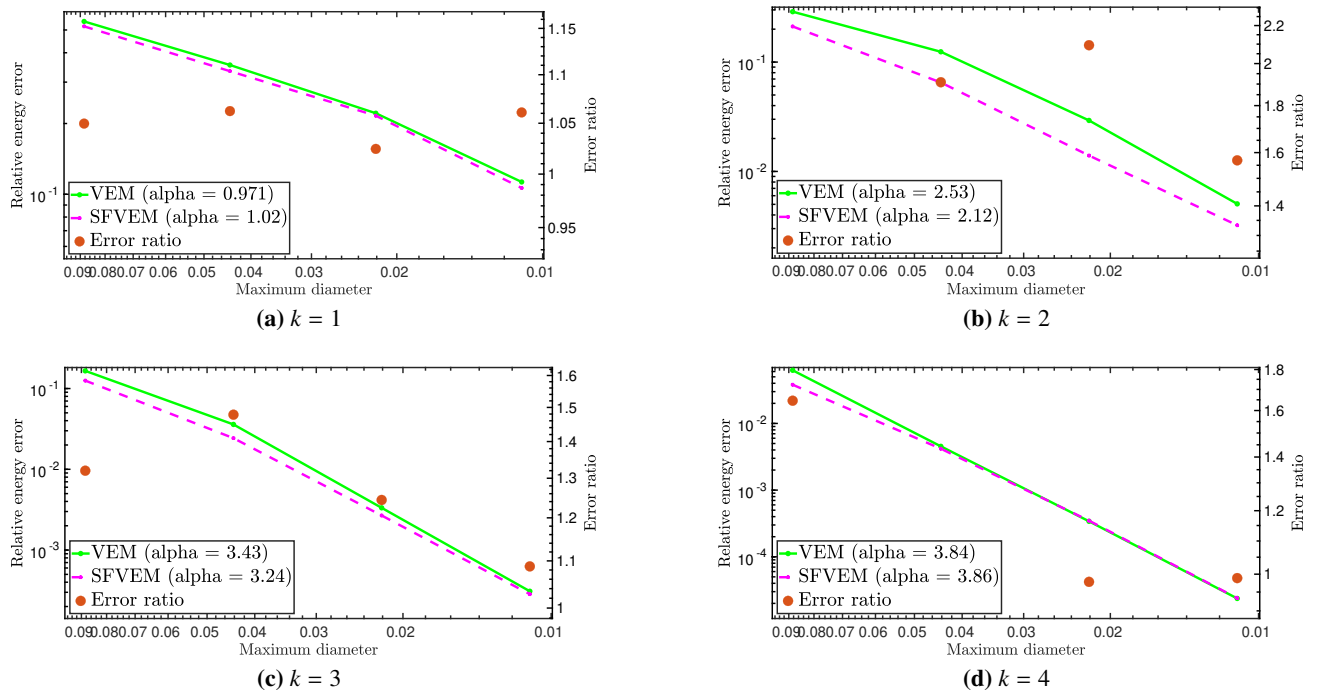 Relative energy error
10^-1
VEM (alpha = 0.971)
SFVEM (alpha = 1.02)
Error ratio
1.15
1.1
1.05
1
0.95
Error ratio
0.09 0.08 0.07 0.06 0.05 0.04 0.03 0.02 0.01
Maximum diameter
(a) k = 1
Relative energy error
10^-1
10^-2
VEM (alpha = 2.53)
SFVEM (alpha = 2.12)
Error ratio
2.2
2
1.8
1.6
1.4
Error ratio
0.09 0.08 0.07 0.06 0.05 0.04 0.03 0.02 0.01
Maximum diameter
(b) k = 2
Relative energy error
10^-1
10^-2
10^-3
VEM (alpha = 3.43)
SFVEM (alpha = 3.24)
Error ratio
1.6
1.5
1.4
1.3
1.2
1.1
1
Error ratio
0.09 0.08 0.07 0.06 0.05 0.04 0.03 0.02 0.01
Maximum diameter
(c) k = 3
Relative energy error
10^-2
10^-3
10^-4
VEM (alpha = 3.84)
SFVEM (alpha = 3.86)
Error ratio
1.8
1.6
1.4
1.2
1
Error ratio
0.09 0.08 0.07 0.06 0.05 0.04 0.03 0.02 0.01
Maximum diameter
(d) k = 4